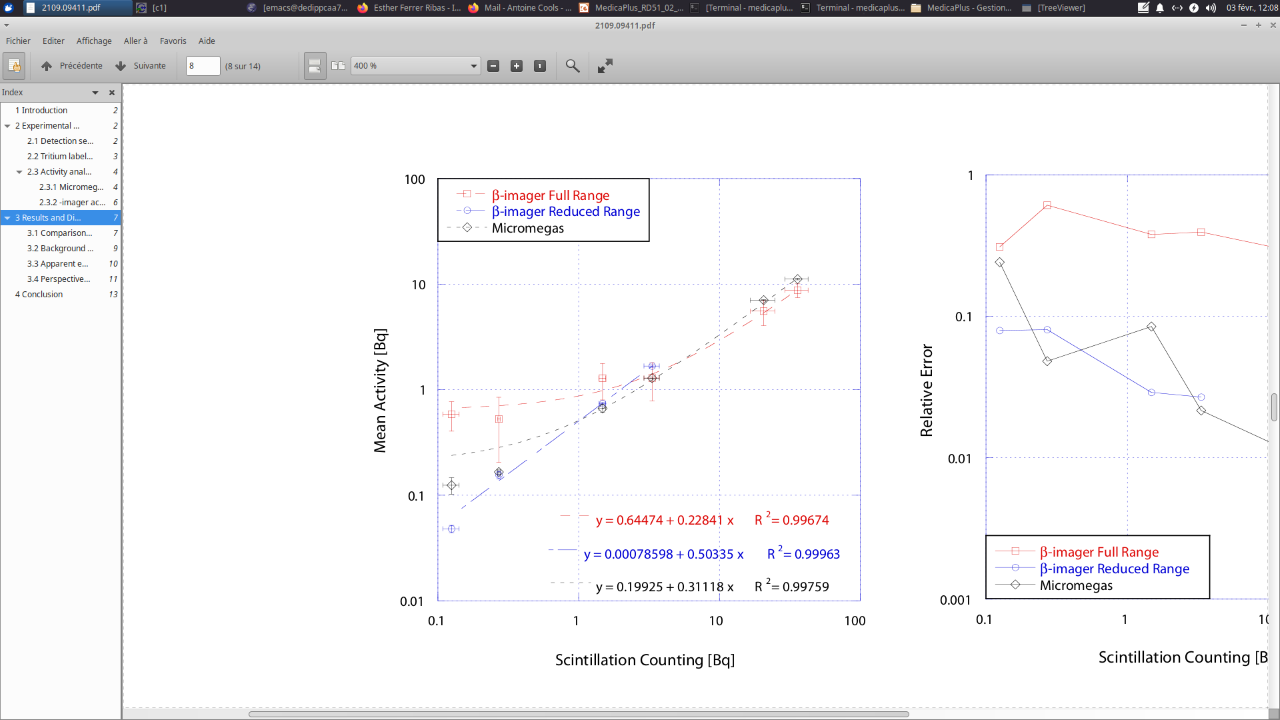 2109.09411.pdf
[c1]
[emacs@dedippcaa7...
Esther Ferrer Ribas - I...
Mail - Antoine Cools - ...
MedicaPlus_RD51_02_...
[Terminal - medicaplu...
Terminal - medicaplus...
MedicaPlus - Gestion...
[TreeViewer]
03 févr., 12:08
2109.09411.pdf
Fichier Editer Affichage Aller à Favoris Aide
Précédente Suivante 8 (8 sur 14) 400 %
Index
1 Introduction 2
2 Experimental ... 2
2.1 Detection se... 2
2.2 Tritium label... 3
2.3 Activity anal... 4
2.3.1 Micromeg... 4
2.3.2 -imager ac... 6
3 Results and Di... 7
3.1 Comparison... 7
3.2 Background ... 9
3.3 Apparent e... 10
3.4 Perspective... 11
4 Conclusion 13
β-imager Full Range
β-imager Reduced Range
Micromegas
100
10
1
0.1
0.01
Mean Activity [Bq]
y = 0.64474 + 0.22841 x R²= 0.99674
y = 0.00078598 + 0.50335 x R²= 0.99963
y = 0.19925 + 0.31118 x R²= 0.99759
0.1 1 10 100
Scintillation Counting [Bq]
1
0.1
0.01
0.001
Relative Error
β-imager Full Range
β-imager Reduced Range
Micromegas
0.1 1 10
Scintillation Counting [B